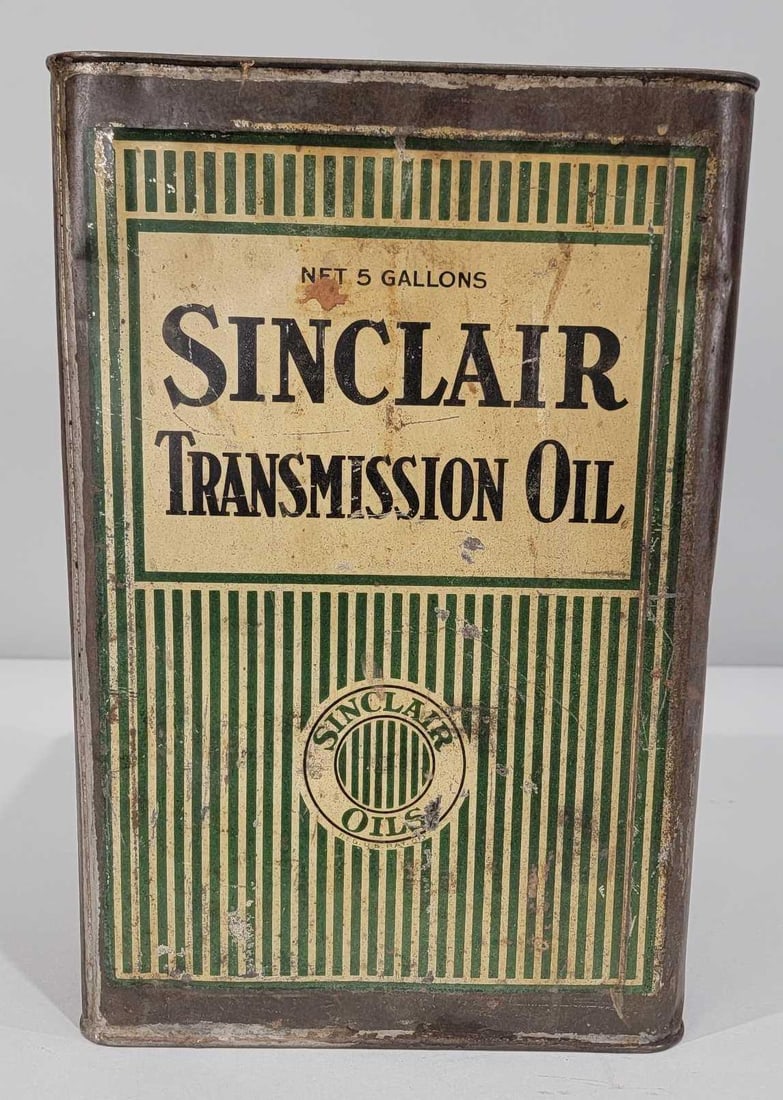 NET 5 GALLONS
SINCLAIR
TRANSMISSION OIL
SINCLAIR
OILS